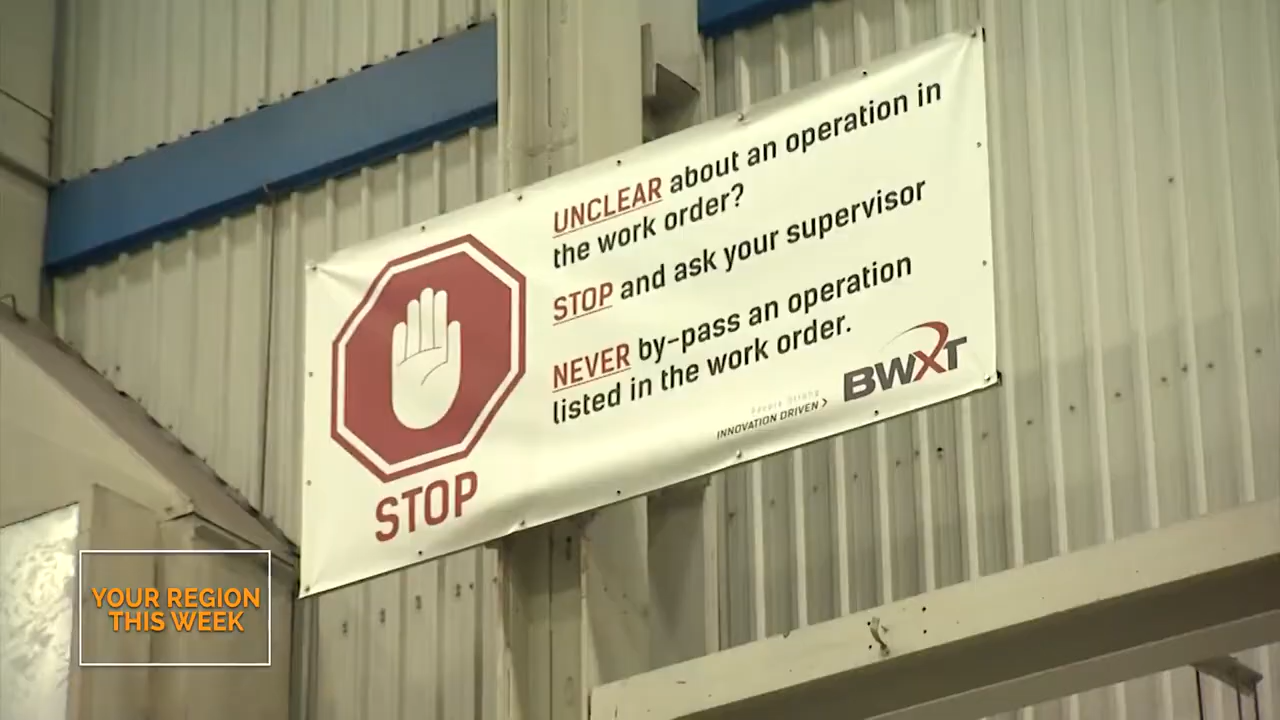 UNCLEAR about an operation in
the work order?
STOP and ask your supervisor
NEVER by-pass an operation
listed in the work order.
STOP
INNOVATION DRIVEN >
BWXT
YOUR REGION
THIS WEEK